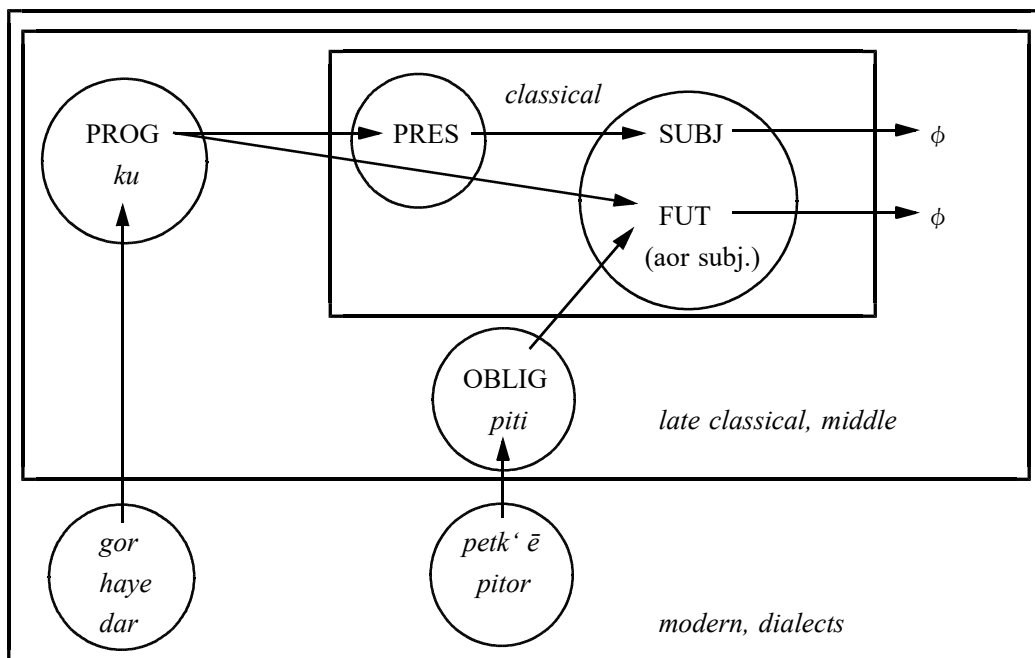 classical
PROG PRES SUBJ ϕ
ku
FUT ϕ
(aor subj.)
OBLIG
piti late classical, middle
gor petk‘ ē
haye pitor
dar modern, dialects